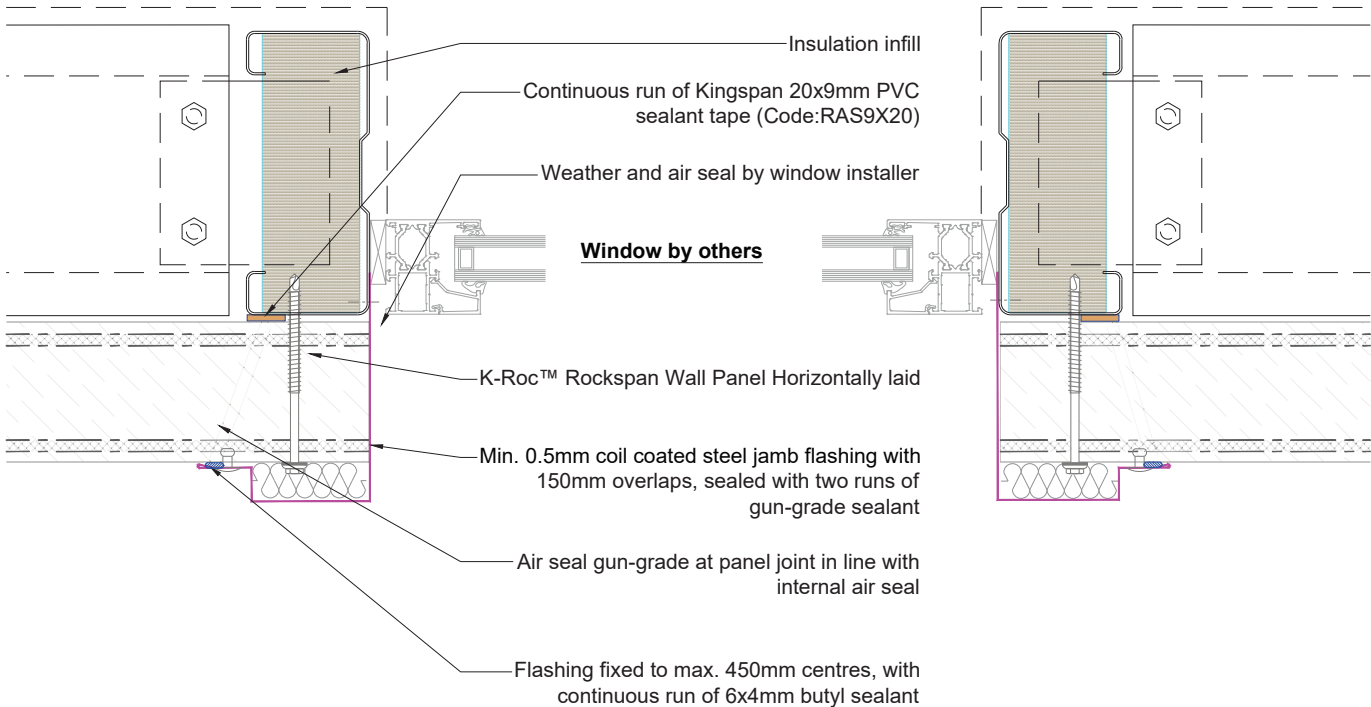 Insulation infill
Continuous run of Kingspan 20x9mm PVC
sealant tape (Code:RAS9X20)
Weather and air seal by window installer
Window by others
K-Roc™ Rockspan Wall Panel Horizontally laid
Min. 0.5mm coil coated steel jamb flashing with
150mm overlaps, sealed with two runs of
gun-grade sealant
Air seal gun-grade at panel joint in line with
internal air seal
Flashing fixed to max. 450mm centres, with
continuous run of 6x4mm butyl sealant